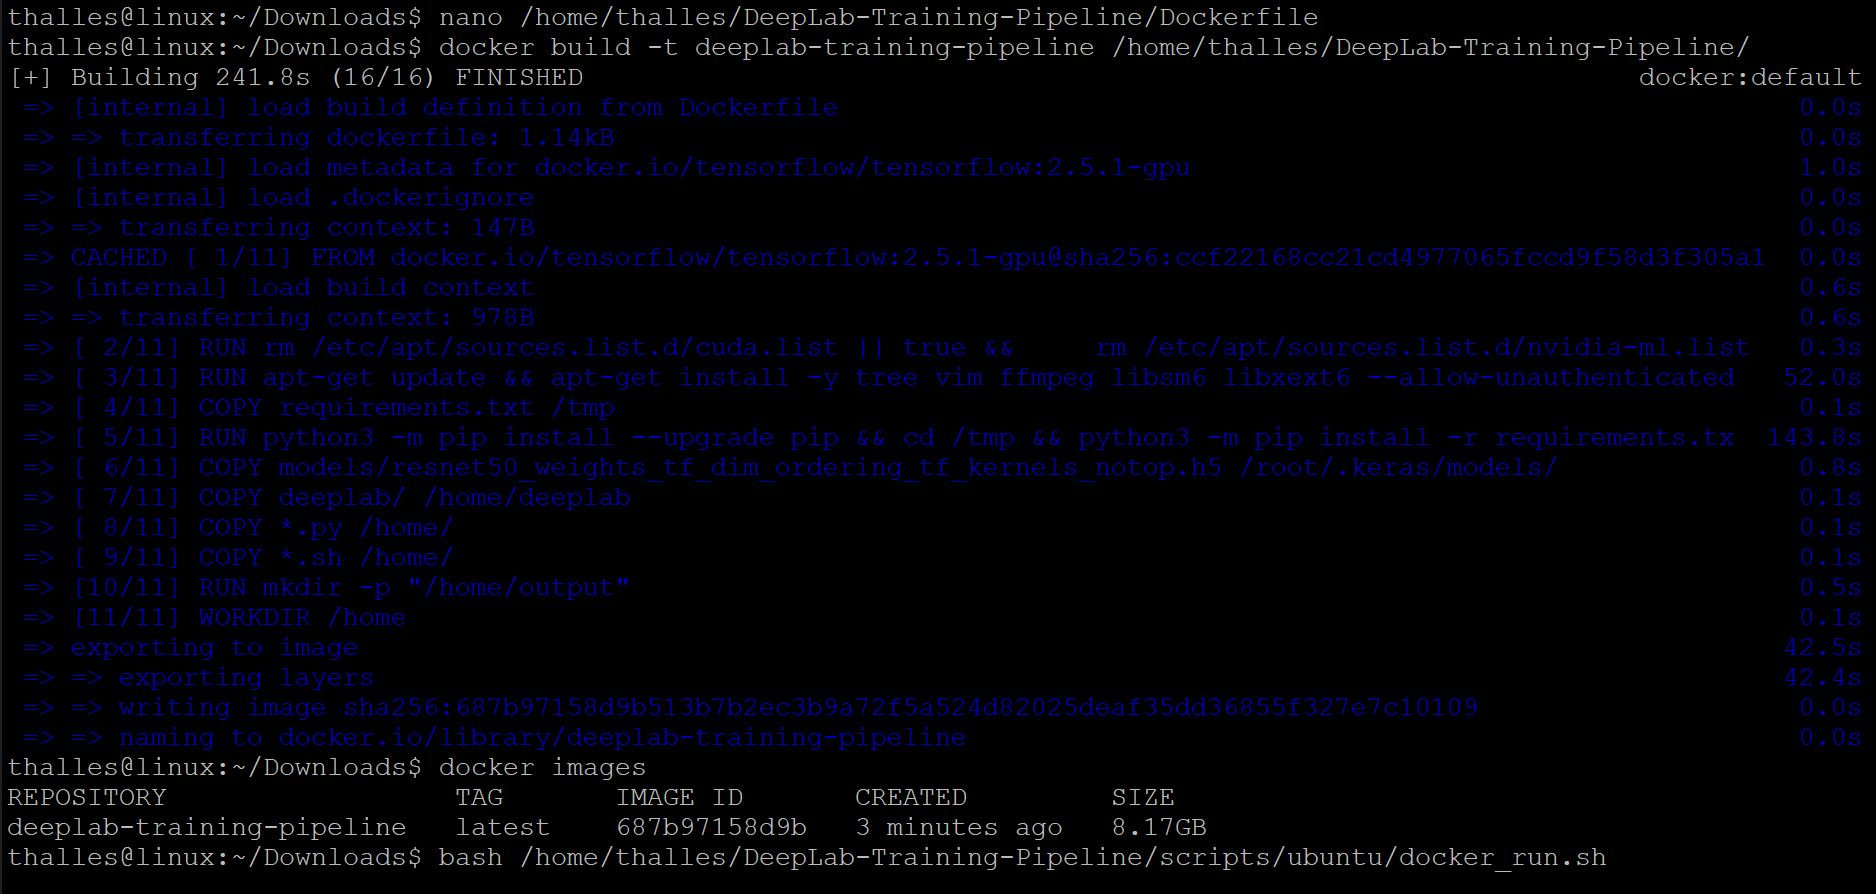 thalles@linux:~/Downloads$ nano /home/thalles/DeepLab-Training-Pipeline/Dockerfile
thalles@linux:~/Downloads$ docker build -t deeplab-training-pipeline /home/thalles/DeepLab-Training-Pipeline/
[+] Building 241.8s (16/16) FINISHED docker:default
=> [internal] load build definition from Dockerfile 0.0s
=> => transferring dockerfile: 1.14kB 0.0s
=> [internal] load metadata for docker.io/tensorflow/tensorflow:2.5.1-gpu 1.0s
=> [internal] load .dockerignore 0.0s
=> => transferring context: 147B 0.0s
=> CACHED [ 1/11] FROM docker.io/tensorflow/tensorflow:2.5.1-gpu@sha256:ccf22168cc21cd4977065fccd9f58d3f305a1 0.0s
=> [internal] load build context 0.6s
=> => transferring context: 978B 0.6s
=> [ 2/11] RUN rm /etc/apt/sources.list.d/cuda.list || true && rm /etc/apt/sources.list.d/nvidia-ml.list 0.3s
=> [ 3/11] RUN apt-get update && apt-get install -y tree vim ffmpeg libsm6 libxext6 --allow-unauthenticated 52.0s
=> [ 4/11] COPY requirements.txt /tmp 0.1s
=> [ 5/11] RUN python3 -m pip install --upgrade pip && cd /tmp && python3 -m pip install -r requirements.tx 143.8s
=> [ 6/11] COPY models/resnet50_weights_tf_dim_ordering_tf_kernels_notop.h5 /root/.keras/models/ 0.8s
=> [ 7/11] COPY deeplab/ /home/deeplab 0.1s
=> [ 8/11] COPY *.py /home/ 0.1s
=> [ 9/11] COPY *.sh /home/ 0.1s
=> [10/11] RUN mkdir -p "/home/output" 0.5s
=> [11/11] WORKDIR /home 0.1s
=> exporting to image 42.5s
=> => exporting layers 42.4s
=> => writing image sha256:687b97158d9b513b7b2ec3b9a72f5a524d82025deaf35dd36855f327e7c10109 0.0s
=> => naming to docker.io/library/deeplab-training-pipeline 0.0s
thalles@linux:~/Downloads$ docker images
REPOSITORY TAG IMAGE ID CREATED SIZE
deeplab-training-pipeline latest 687b97158d9b 3 minutes ago 8.17GB
thalles@linux:~/Downloads$ bash /home/thalles/DeepLab-Training-Pipeline/scripts/ubuntu/docker_run.sh